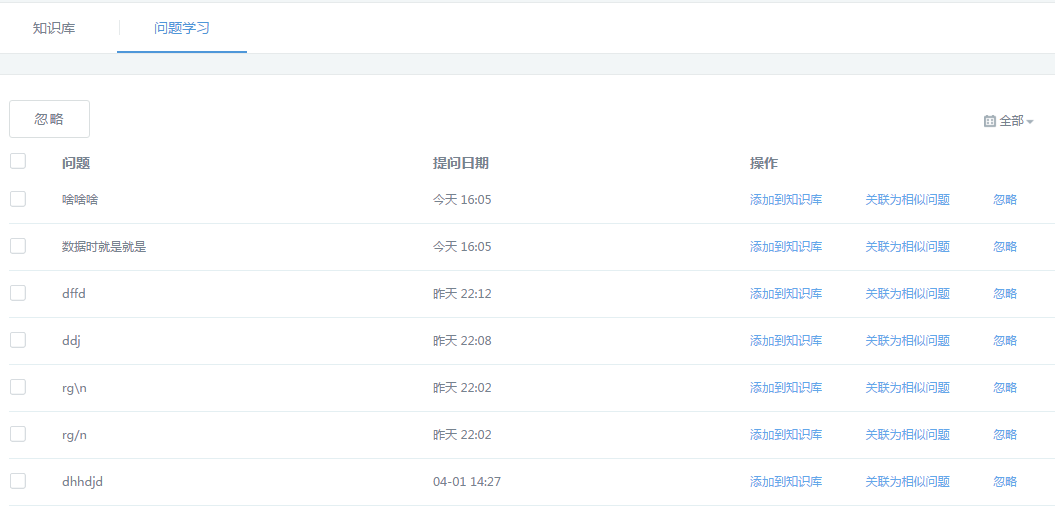 知识库 问题学习
忽略 全部
问题 提问日期 操作
啥啥啥 今天 16:05 添加到知识库 关联为相似问题 忽略
数据时就是就是 今天 16:05 添加到知识库 关联为相似问题 忽略
dffd 昨天 22:12 添加到知识库 关联为相似问题 忽略
ddj 昨天 22:08 添加到知识库 关联为相似问题 忽略
rg\n 昨天 22:02 添加到知识库 关联为相似问题 忽略
rg/n 昨天 22:02 添加到知识库 关联为相似问题 忽略
dhhdjd 04-01 14:27 添加到知识库 关联为相似问题 忽略